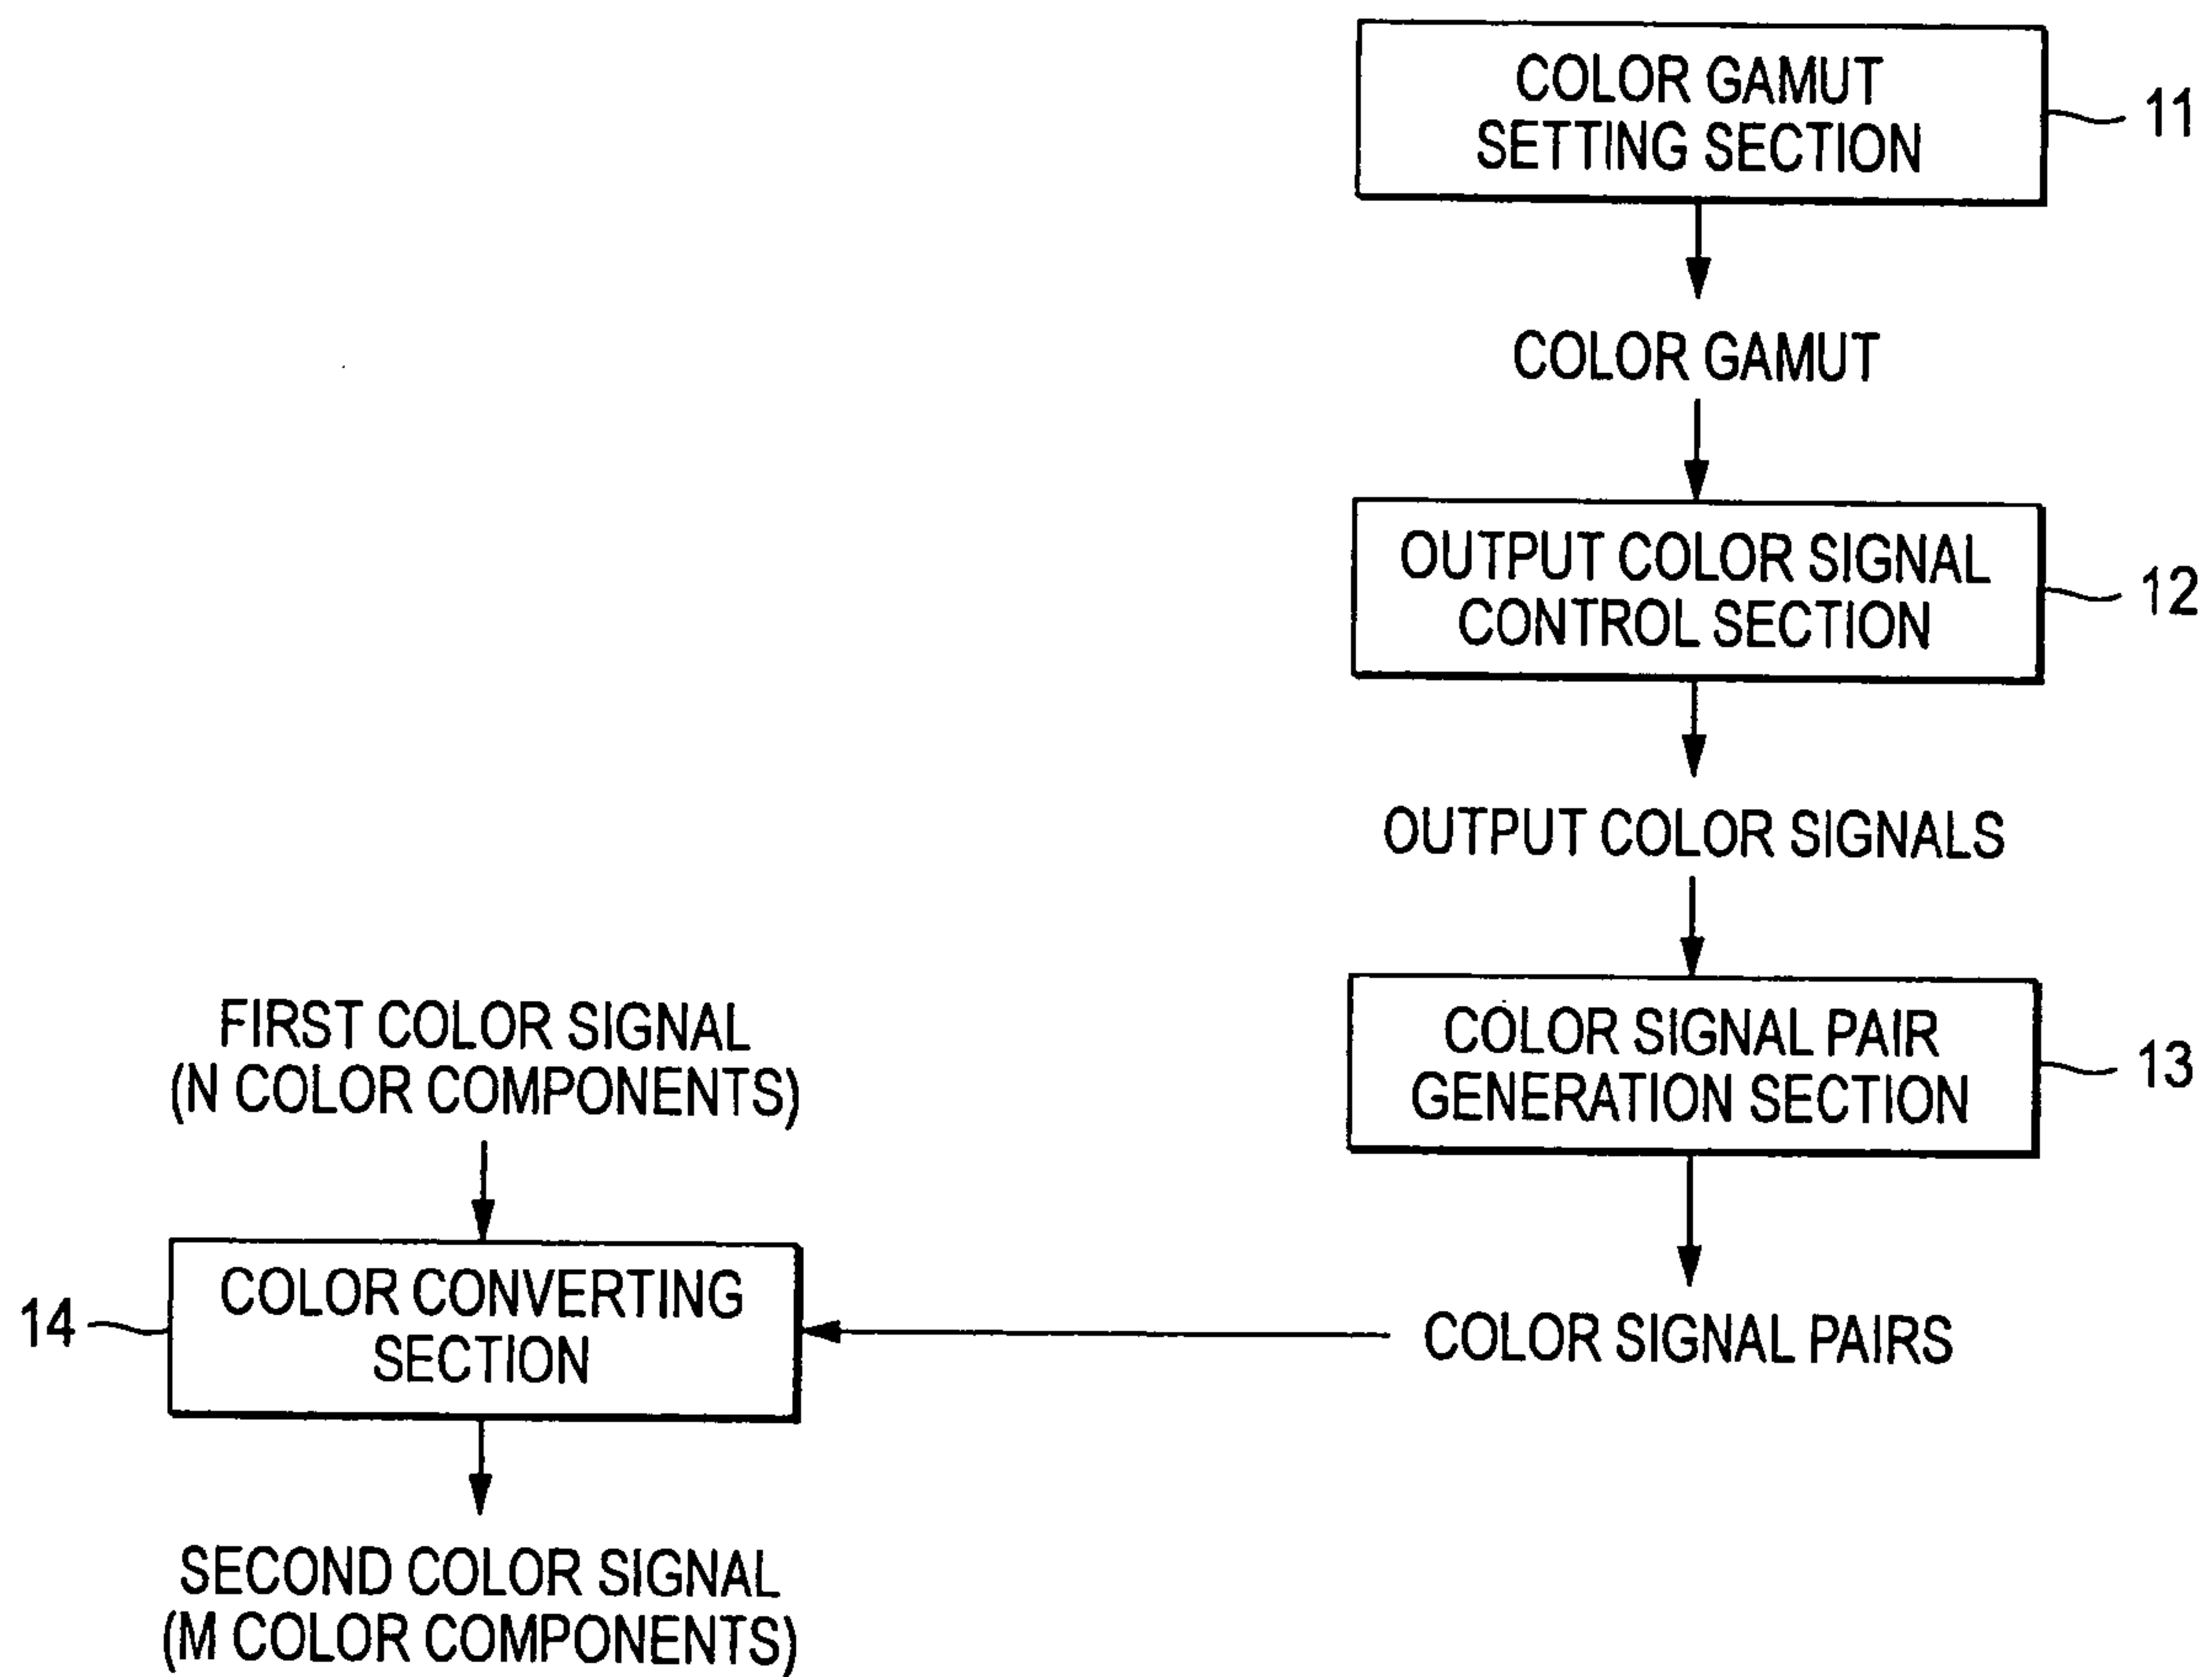 COLOR GAMUT
SETTING SECTION
11
COLOR GAMUT
OUTPUT COLOR SIGNAL
CONTROL SECTION
12
OUTPUT COLOR SIGNALS
COLOR SIGNAL PAIR
GENERATION SECTION
13
FIRST COLOR SIGNAL
(N COLOR COMPONENTS)
14
COLOR CONVERTING
SECTION
COLOR SIGNAL PAIRS
SECOND COLOR SIGNAL
(M COLOR COMPONENTS)